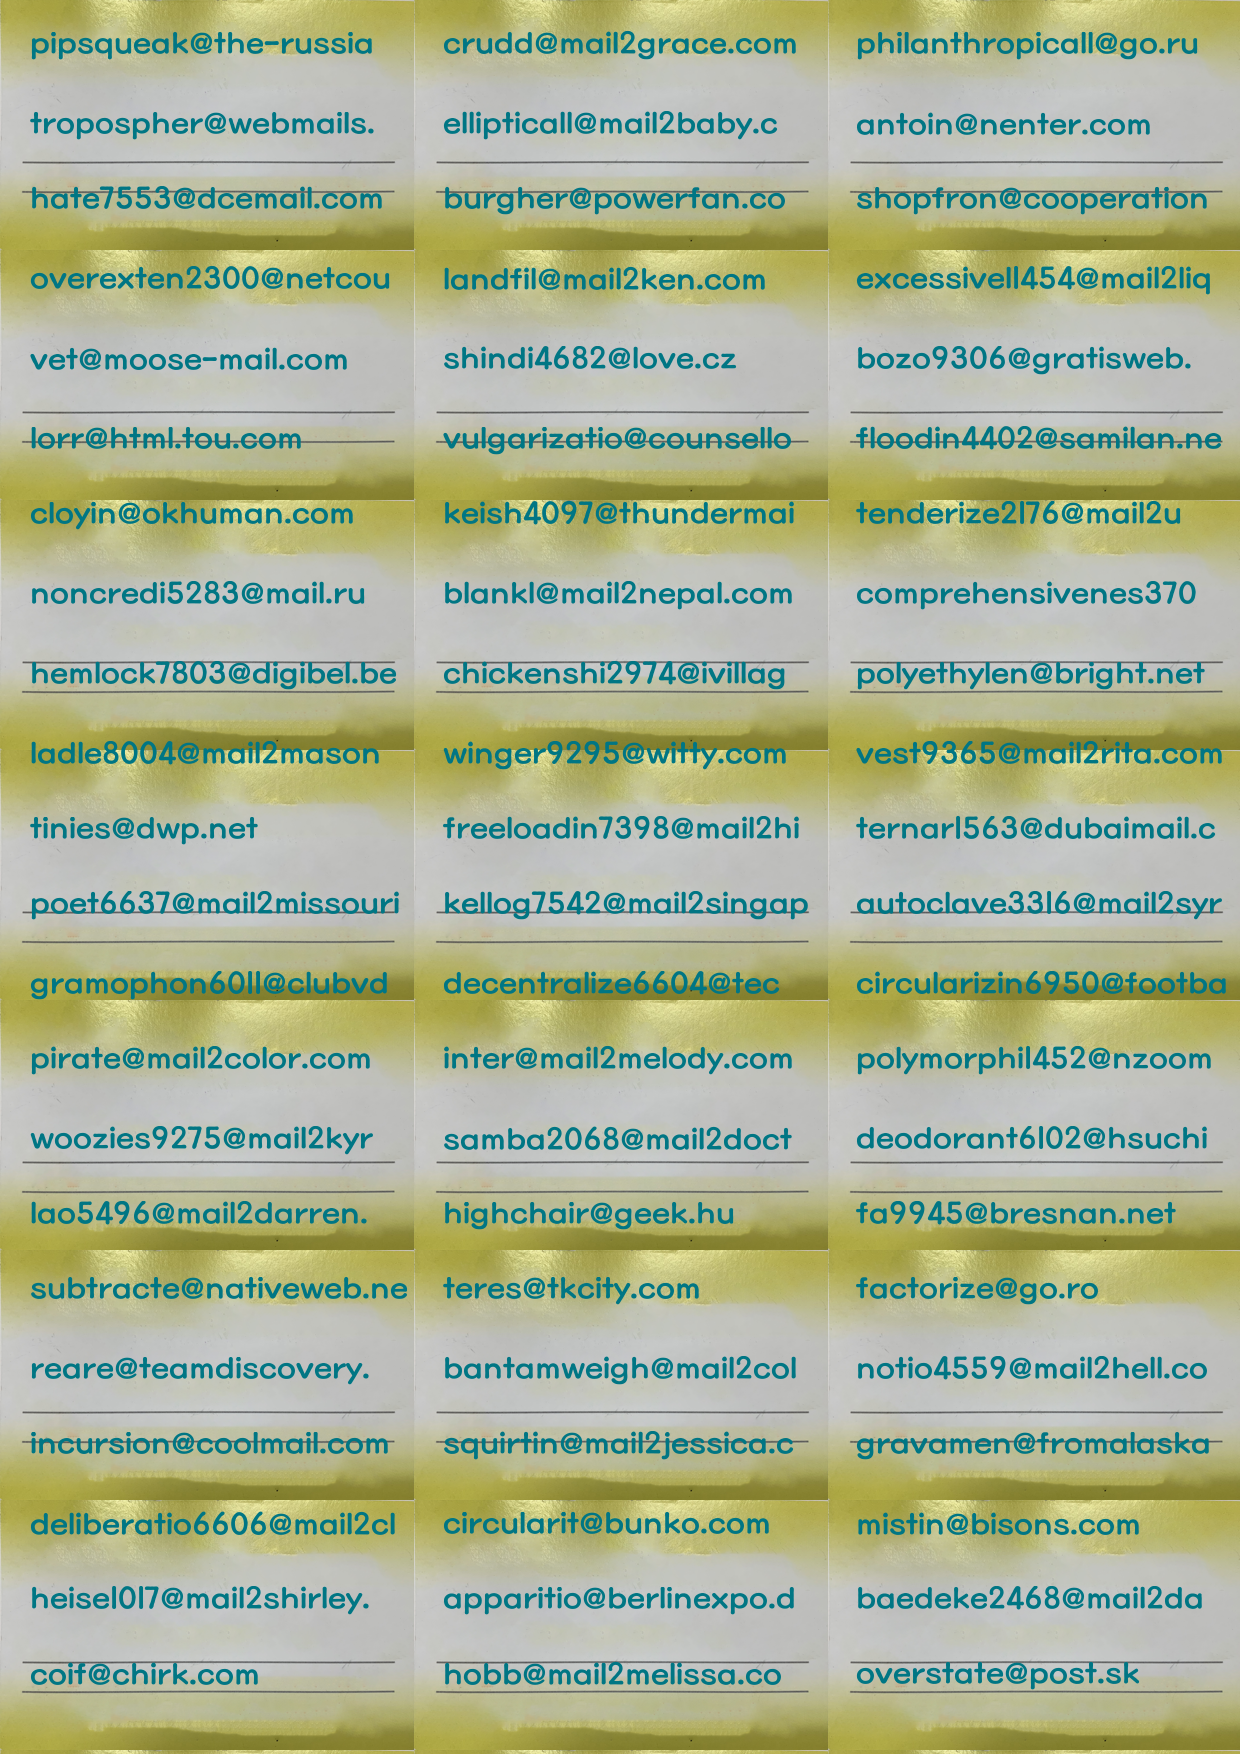 pipsqueak@the-russia crudd@mail2grace.com philanthropicall@go.ru
tropospher@webmails. ellipticall@mail2baby.c antoin@nenter.com
hate7553@dcemail.com burgher@powerfan.co shopfron@cooperation
overexten2300@netcou landfil@mail2ken.com excessivell454@mail2liq
vet@moose-mail.com shindi4682@love.cz bozo9306@gratisweb.
lorr@html.tou.com vulgarizatio@counsello floodin4402@samilan.ne
cloyin@okhuman.com keish4097@thundermai tenderize2176@mail2u
noncredi5283@mail.ru blankl@mail2nepal.com comprehensivenes370
hemlock7803@digibel.be chickenshi2974@ivillag polyethylen@bright.net
ladle8004@mail2mason winger9295@witty.com vest9365@mail2rita.com
tinies@dwp.net freeloadin7398@mail2hi ternar1563@dubaimail.c
poet6637@mail2missouri kellog7542@mail2singap autoclave3316@mail2syr
gramophon6011@clubvd decentralize6604@tec circularizin6950@footba
pirate@mail2color.com inter@mail2melody.com polymorphi1452@nzoom
woozies9275@mail2kyr samba2068@mail2doct deodorant6102@hsuchi
lao5496@mail2darren. highchair@geek.hu fa9945@bresnan.net
subtracte@nativeweb.ne teres@tkcity.com factorize@go.ro
reare@teamdiscovery. bantamweigh@mail2col notio4559@mail2hell.co
incursion@coolmail.com squirtin@mail2jessica.c gravamen@fromalaska
deliberatio6606@mail2cl circularit@bunko.com mistin@bisons.com
heise1017@mail2shirley. apparitio@berlinexpo.d baedeke2468@mail2da
coif@chirk.com hobb@mail2melissa.co overstate@post.sk